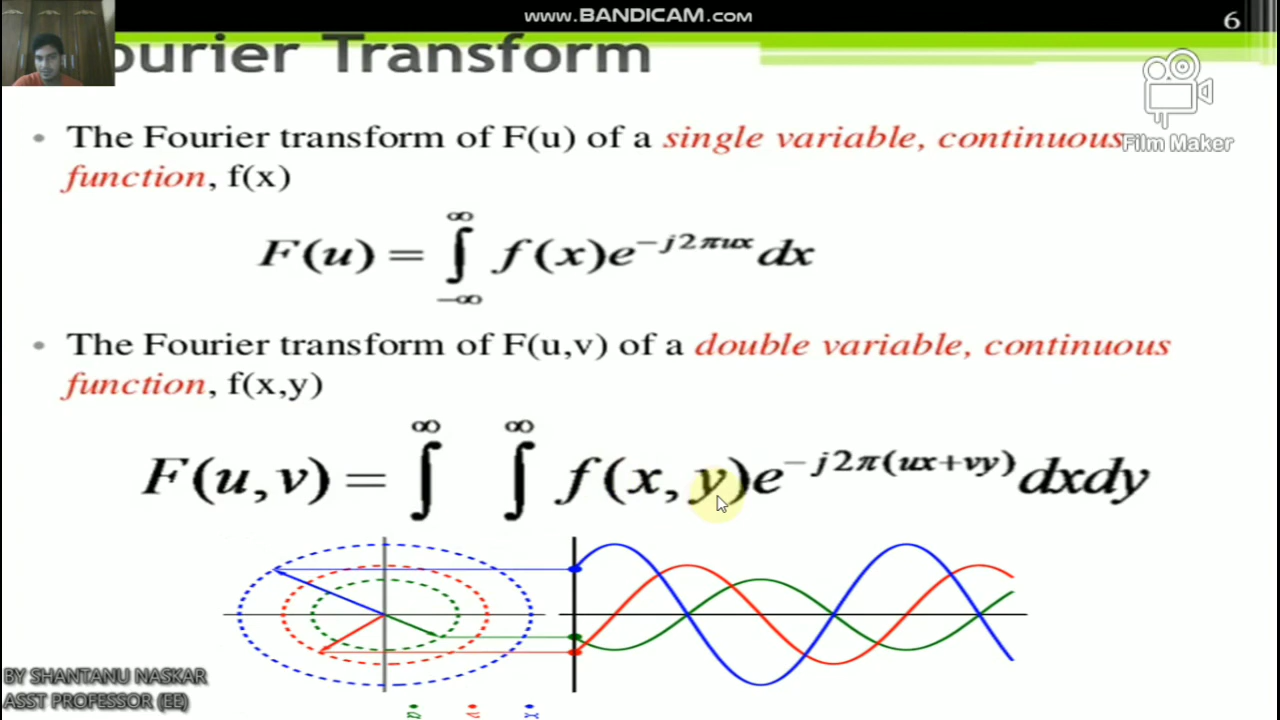 www.BANDICAM.com
6
ourier Transform
Film Maker
• The Fourier transform of F(u) of a single variable, continuous
function, f(x)
F(u) = ∫_{-∞}^{∞} f(x)e^{-j2πux} dx
• The Fourier transform of F(u,v) of a double variable, continuous
function, f(x,y)
F(u,v) = ∫^{∞} ∫^{∞} f(x,y)e^{-j2π(ux+vy)} dxdy
BY SHANTANU NASKAR
ASST PROFESSOR (EE)